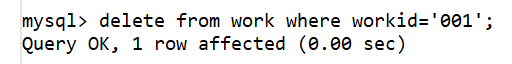 mysql> delete from work where workid='001';
Query OK, 1 row affected (0.00 sec)